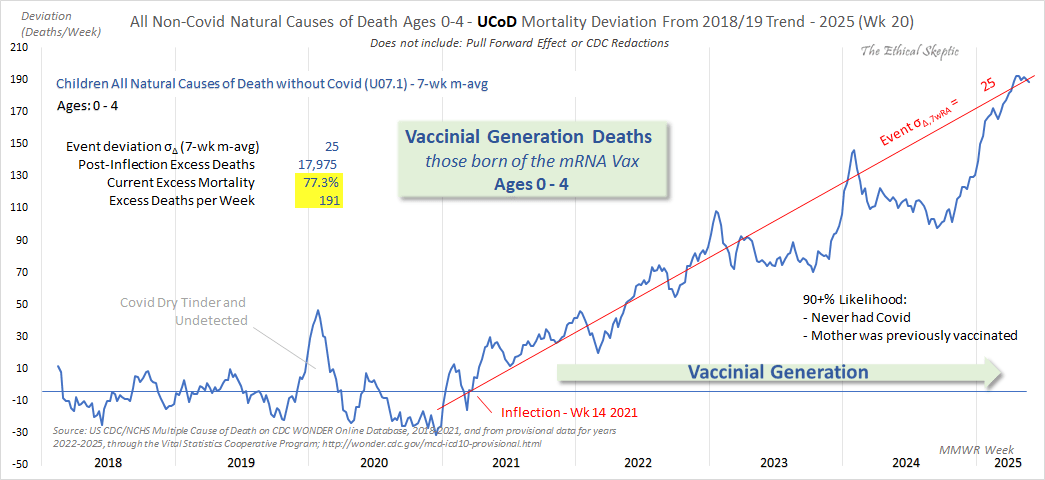 Deviation
(Deaths/Week)
All Non-Covid Natural Causes of Death Ages 0-4 - UCoD Mortality Deviation From 2018/19 Trend - 2025 (Wk 20)
Does not include: Pull Forward Effect or CDC Redactions
The Ethical Skeptic
210
190
170
150
130
110
90
70
50
30
10
-10
-30
-50
Children All Natural Causes of Death without Covid (U07.1) - 7-wk m-avg
Ages: 0 - 4
Event deviation σΔ (7-wk m-avg) 25
Post-Inflection Excess Deaths 17,975
Current Excess Mortality 77.3%
Excess Deaths per Week 191
Vaccinial Generation Deaths
those born of the mRNA Vax
Ages 0 - 4
Event σΔ,7wRA = 25
Covid Dry Tinder and
Undetected
90+% Likelihood:
- Never had Covid
- Mother was previously vaccinated
Vaccinial Generation
Inflection - Wk 14 2021
Source: US CDC/NCHS Multiple Cause of Death on CDC WONDER Online Database, 2018-2021, and from provisional data for years
2022-2025, through the Vital Statistics Cooperative Program; http://wonder.cdc.gov/mcd-icd10-provisional.html
MMWR Week
2018 2019 2020 2021 2022 2023 2024 2025